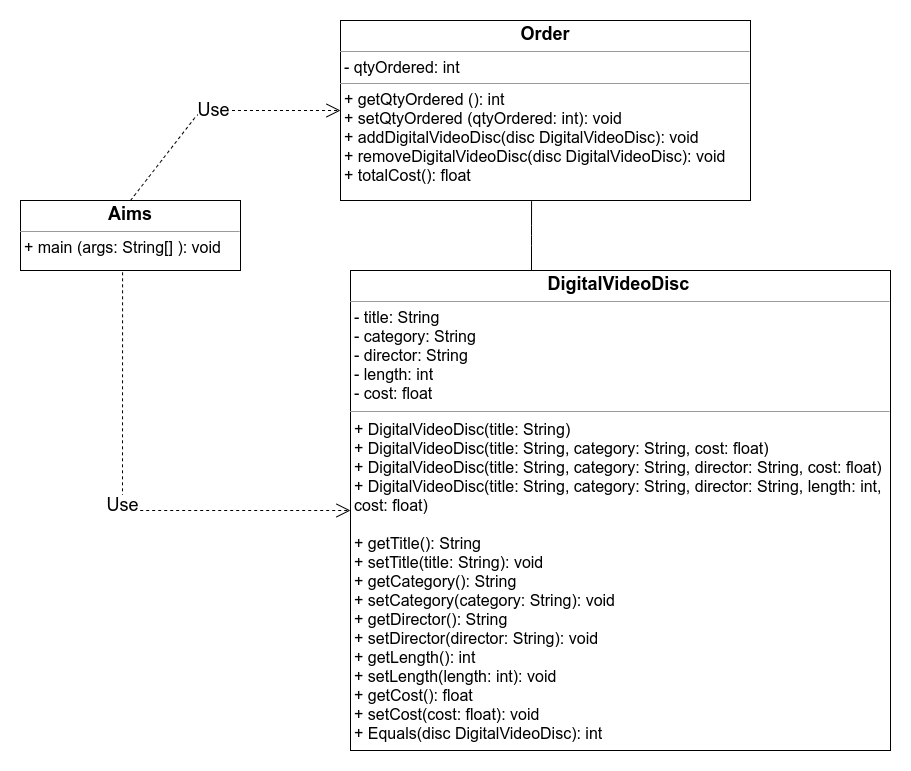 Order
- qtyOrdered: int
+ getQtyOrdered (): int
+ setQtyOrdered (qtyOrdered: int): void
+ addDigitalVideoDisc(disc DigitalVideoDisc): void
+ removeDigitalVideoDisc(disc DigitalVideoDisc): void
+ totalCost(): float
Use
Aims
+ main (args: String[] ): void
Use
DigitalVideoDisc
- title: String
- category: String
- director: String
- length: int
- cost: float
+ DigitalVideoDisc(title: String)
+ DigitalVideoDisc(title: String, category: String, cost: float)
+ DigitalVideoDisc(title: String, category: String, director: String, cost: float)
+ DigitalVideoDisc(title: String, category: String, director: String, length: int,
cost: float)
+ getTitle(): String
+ setTitle(title: String): void
+ getCategory(): String
+ setCategory(category: String): void
+ getDirector(): String
+ setDirector(director: String): void
+ getLength(): int
+ setLength(length: int): void
+ getCost(): float
+ setCost(cost: float): void
+ Equals(disc DigitalVideoDisc): int